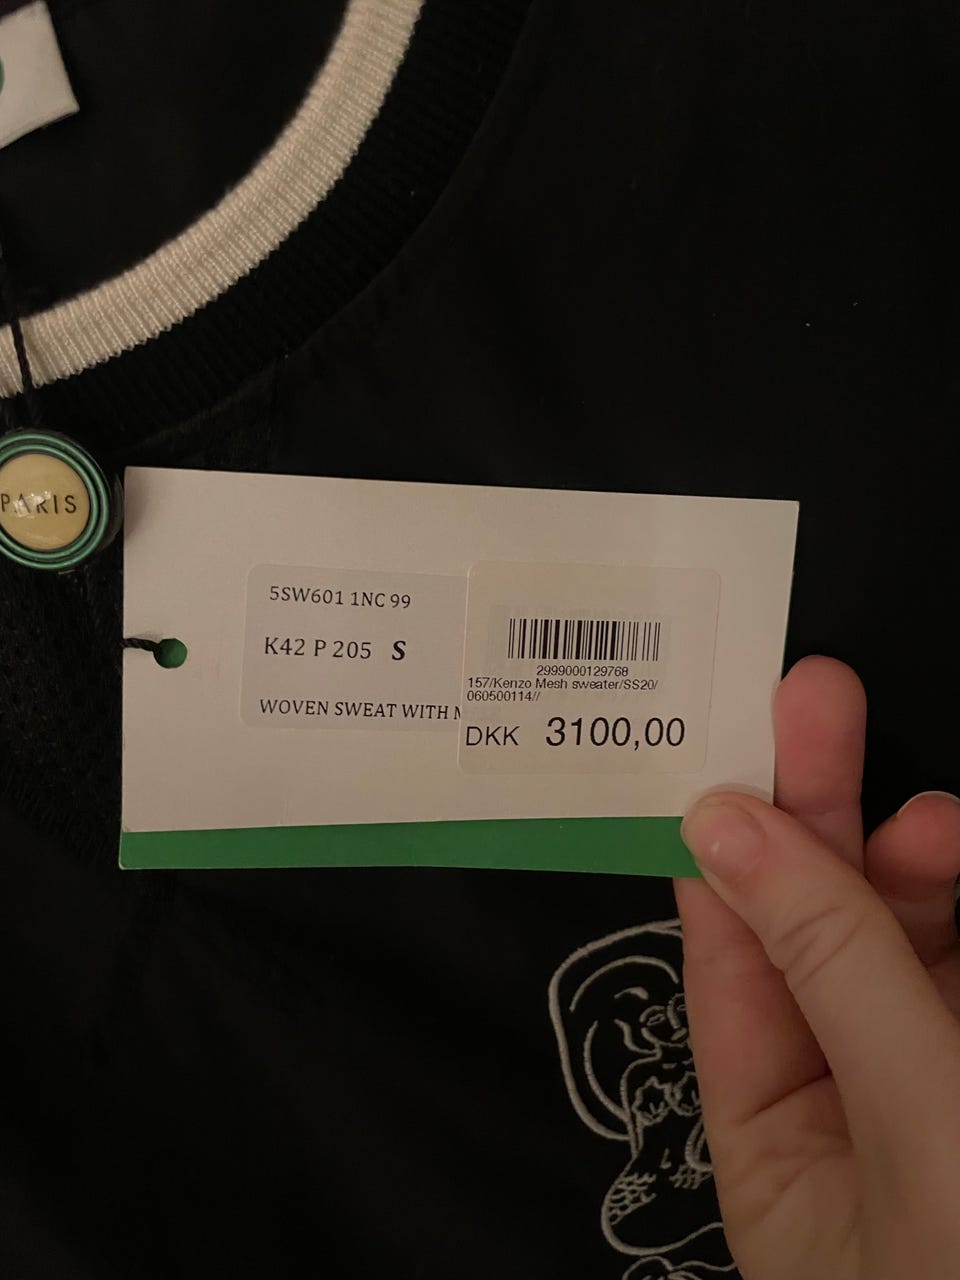 PARIS
5SW601 1NC 99
K42 P 205 S
WOVEN SWEAT WITH
2999000129768
157/Kenzo Mesh sweater/SS20/
060500114//
DKK 3100,00